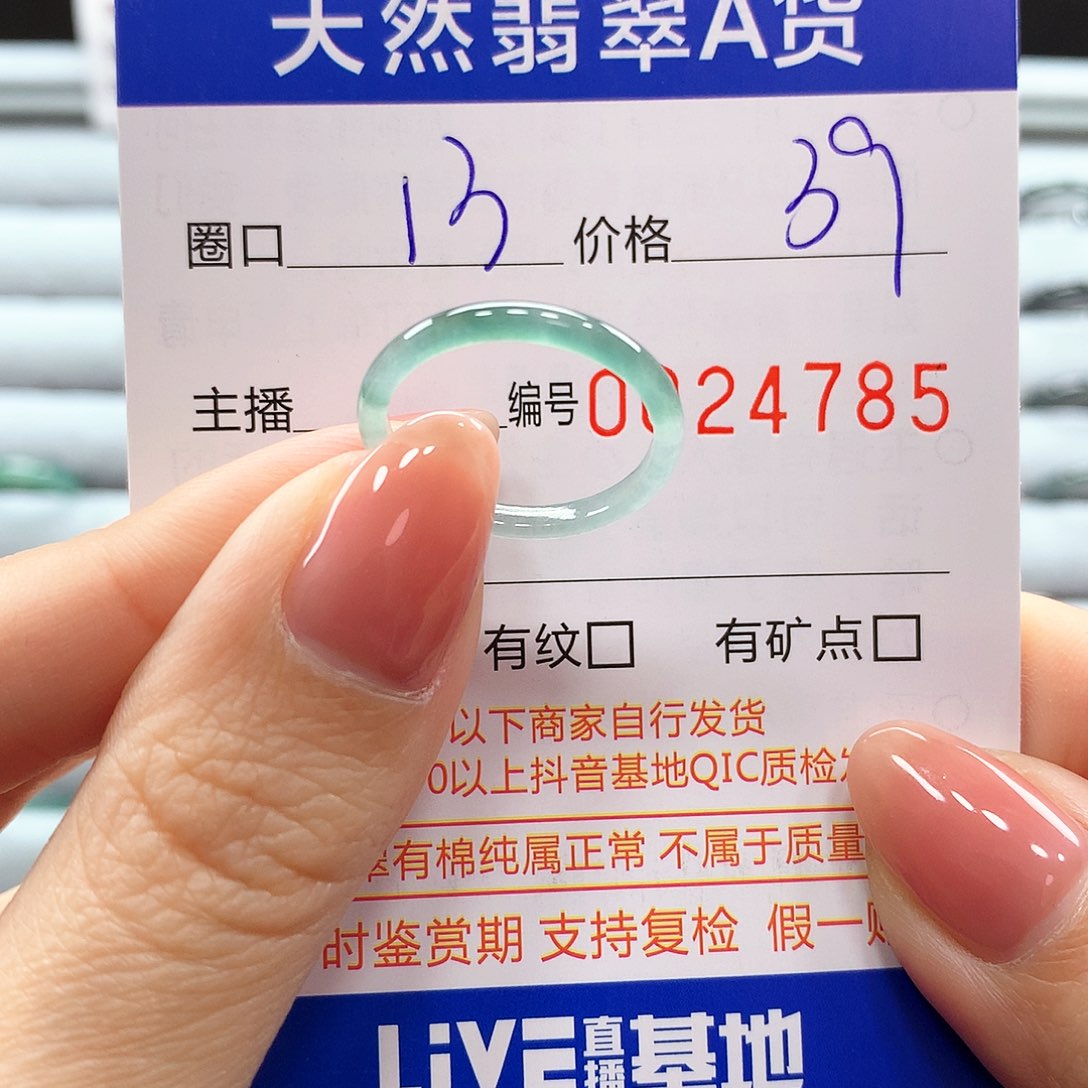 天然翡翠A货
圈口 13 价格 39
主播 编号 0024785
有纹□ 有矿点□
以下商家自行发货
0以上抖音基地QIC质检
有棉纯属正常 不属于质量
时鉴赏期 支持复检 假一
LiVE直播基地